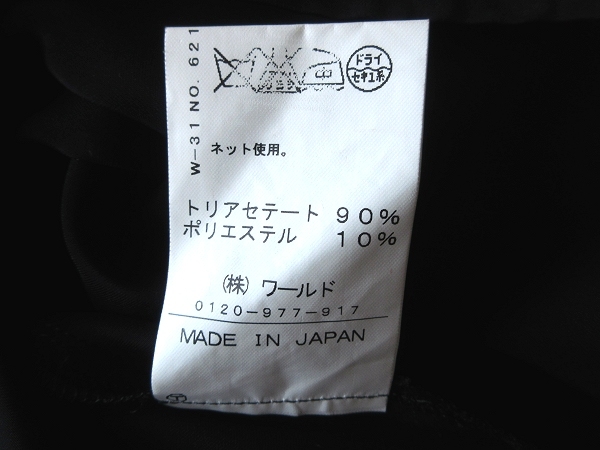 W-31 NO. 621
ドライ
セキユ系
中
ネット使用。
トリアセテート 90%
ポリエステル 10%
(株) ワールド
0120-977-917
MADE IN JAPAN